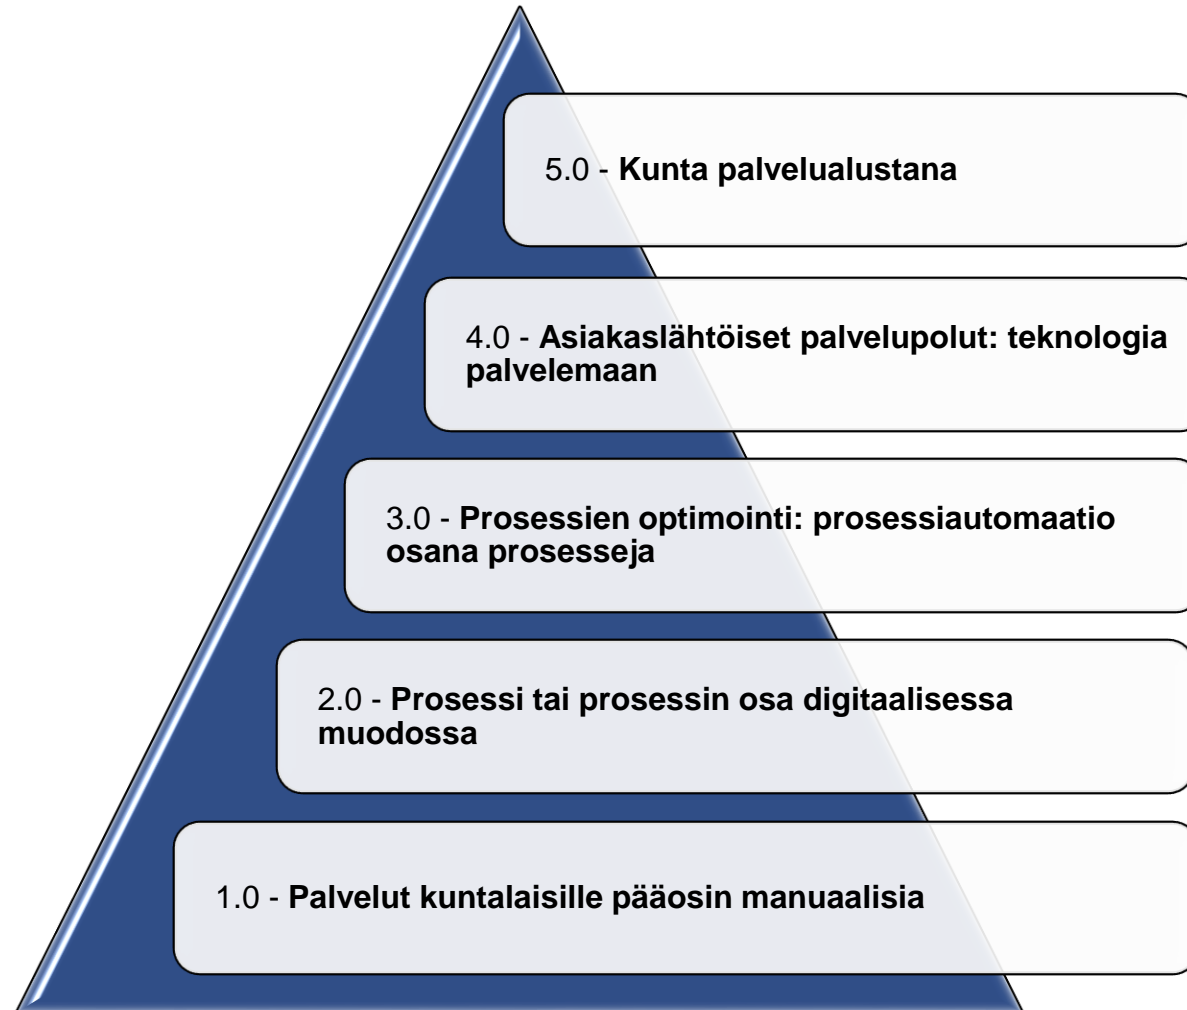 5.0 - Kunta palvelualustana
4.0 - Asiakaslähtöiset palvelupolut: teknologia
palvelemaan
3.0 - Prosessien optimointi: prosessiautomaatio
osana prosesseja
2.0 - Prosessi tai prosessin osa digitaalisessa
muodossa
1.0 - Palvelut kuntalaisille pääosin manuaalisia